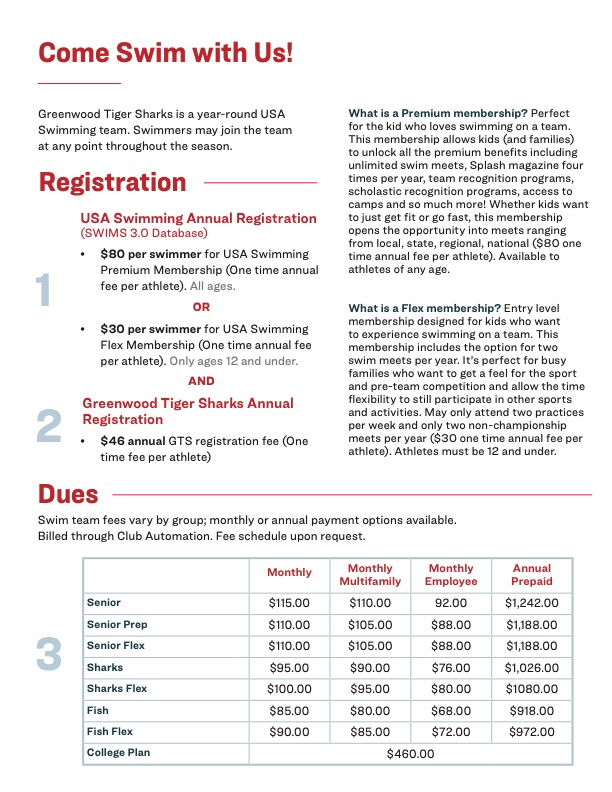 Come Swim with Us!
Greenwood Tiger Sharks is a year-round USA
Swimming team. Swimmers may join the team
at any point throughout the season.
Registration
1
USA Swimming Annual Registration
(SWIMS 3.0 Database)
• $80 per swimmer for USA Swimming
Premium Membership (One time annual
fee per athlete). All ages.
OR
• $30 per swimmer for USA Swimming
Flex Membership (One time annual fee
per athlete). Only ages 12 and under.
AND
2
Greenwood Tiger Sharks Annual
Registration
• $46 annual GTS registration fee (One
time fee per athlete)
What is a Premium membership? Perfect
for the kid who loves swimming on a team.
This membership allows kids (and families)
to unlock all the premium benefits including
unlimited swim meets, Splash magazine four
times per year, team recognition programs,
scholastic recognition programs, access to
camps and so much more! Whether kids want
to just get fit or go fast, this membership
opens the opportunity into meets ranging
from local, state, regional, national ($80 one
time annual fee per athlete). Available to
athletes of any age.
What is a Flex membership? Entry level
membership designed for kids who want
to experience swimming on a team. This
membership includes the option for two
swim meets per year. It's perfect for busy
families who want to get a feel for the sport
and pre-team competition and allow the time
flexibility to still participate in other sports
and activities. May only attend two practices
per week and only two non-championship
meets per year ($30 one time annual fee per
athlete). Athletes must be 12 and under.
Dues
Swim team fees vary by group; monthly or annual payment options available.
Billed through Club Automation. Fee schedule upon request.
3
Monthly Monthly Multifamily Monthly Employee Annual Prepaid
Senior $115.00 $110.00 92.00 $1,242.00
Senior Prep $110.00 $105.00 $88.00 $1,188.00
Senior Flex $110.00 $105.00 $88.00 $1,188.00
Sharks $95.00 $90.00 $76.00 $1,026.00
Sharks Flex $100.00 $95.00 $80.00 $1080.00
Fish $85.00 $80.00 $68.00 $918.00
Fish Flex $90.00 $85.00 $72.00 $972.00
College Plan $460.00